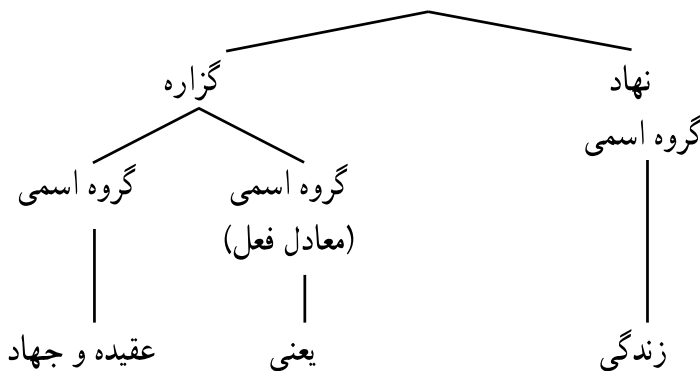 نهاد
گزاره
گروه اسمی
گروه اسمی
گروه اسمی
(معادل فعل)
زندگی
یعنی
عقیده و جهاد